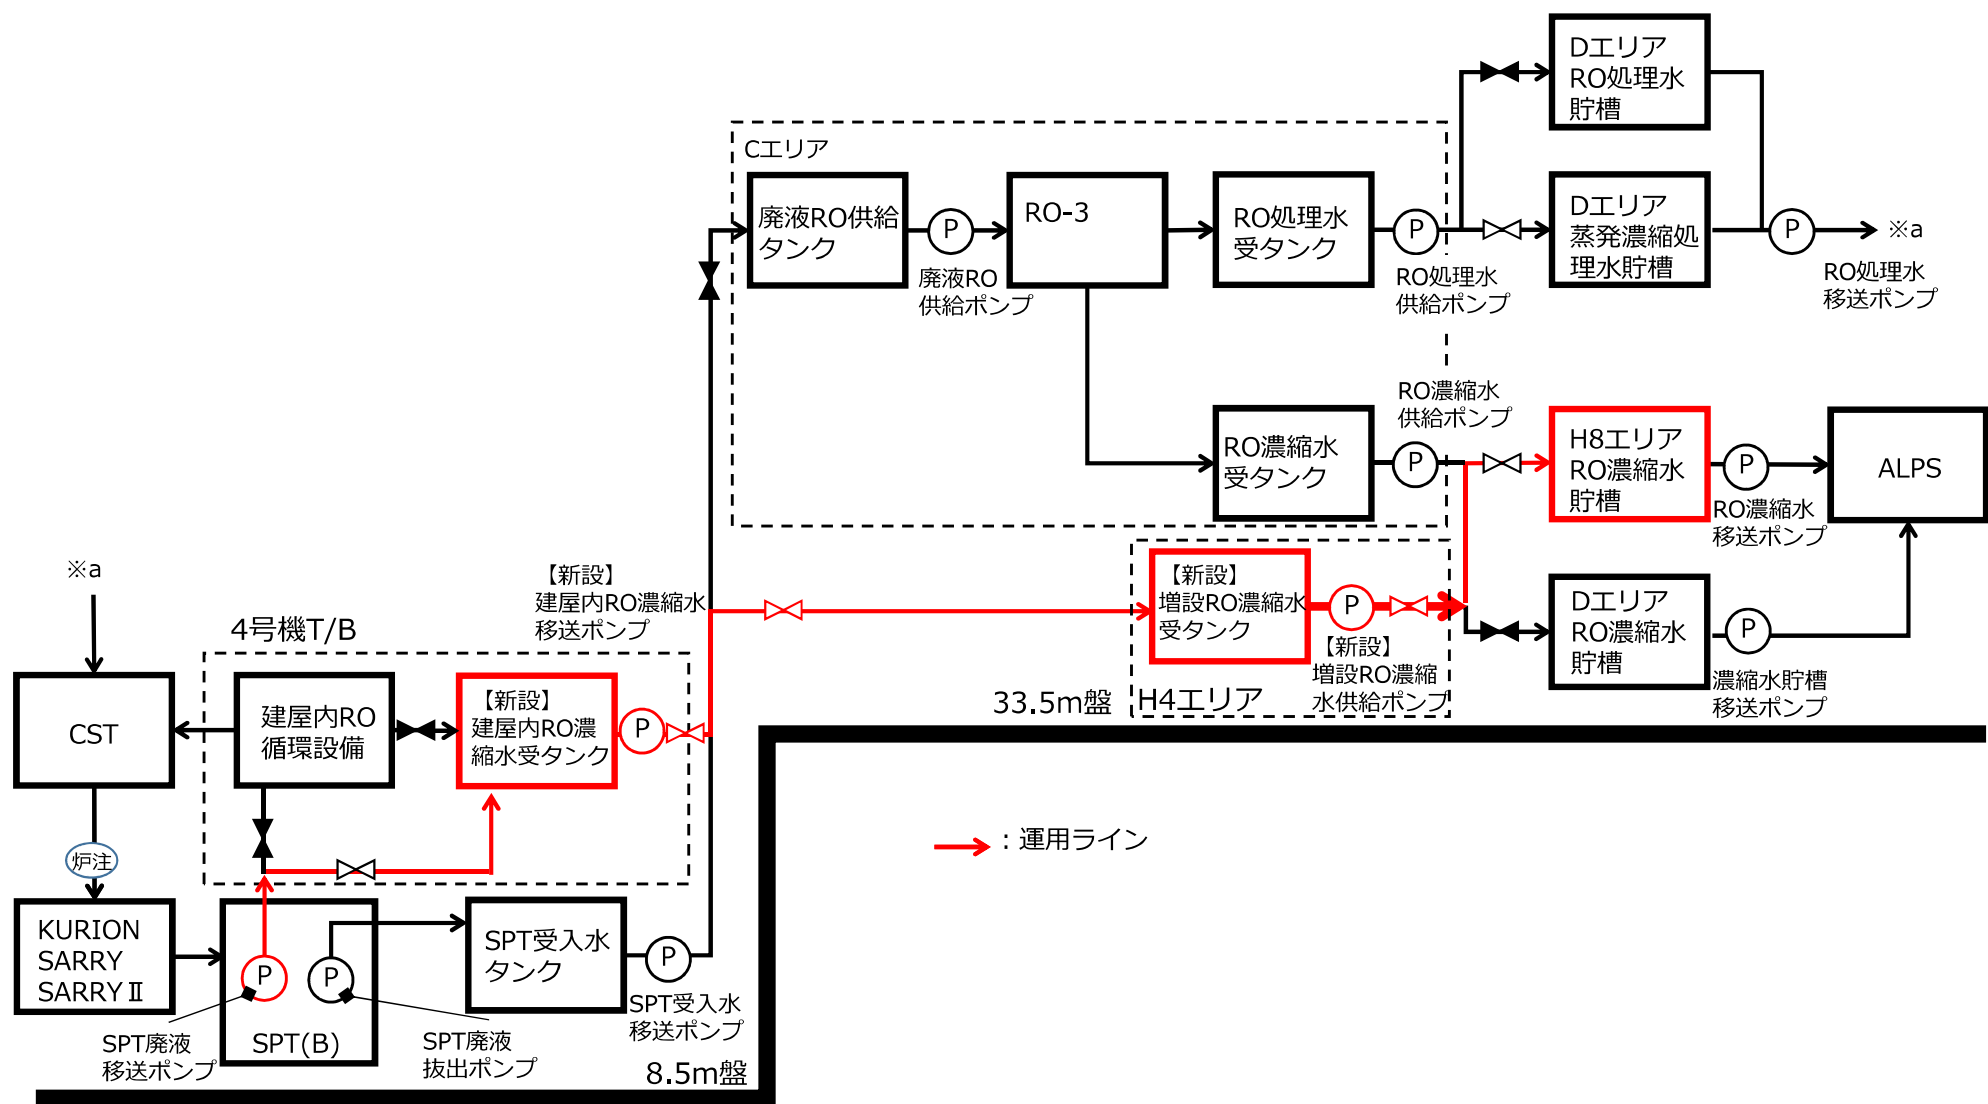 Dエリア
RO処理水
貯槽
Cエリア
廃液RO供給
タンク
P
廃液RO
供給ポンプ
RO-3
RO処理水
受タンク
P
RO処理水
供給ポンプ
Dエリア
蒸発濃縮処
理水貯槽
P
※a
RO処理水
移送ポンプ
RO濃縮水
受タンク
RO濃縮水
供給ポンプ
P
H8エリア
RO濃縮水
貯槽
P
RO濃縮水
移送ポンプ
ALPS
※a
【新設】
建屋内RO濃縮水
移送ポンプ
【新設】
増設RO濃縮水
受タンク
P
【新設】
増設RO濃縮
水供給ポンプ
H4エリア
Dエリア
RO濃縮水
貯槽
P
濃縮水貯槽
移送ポンプ
33.5m盤
4号機T/B
CST
建屋内RO
循環設備
【新設】
建屋内RO濃
縮水受タンク
P
炉注
：運用ライン
KURION
SARRY
SARRYⅡ
P
P
SPT(B)
SPT受入水
タンク
P
SPT受入水
移送ポンプ
SPT廃液
移送ポンプ
SPT廃液
抜出ポンプ
8.5m盤